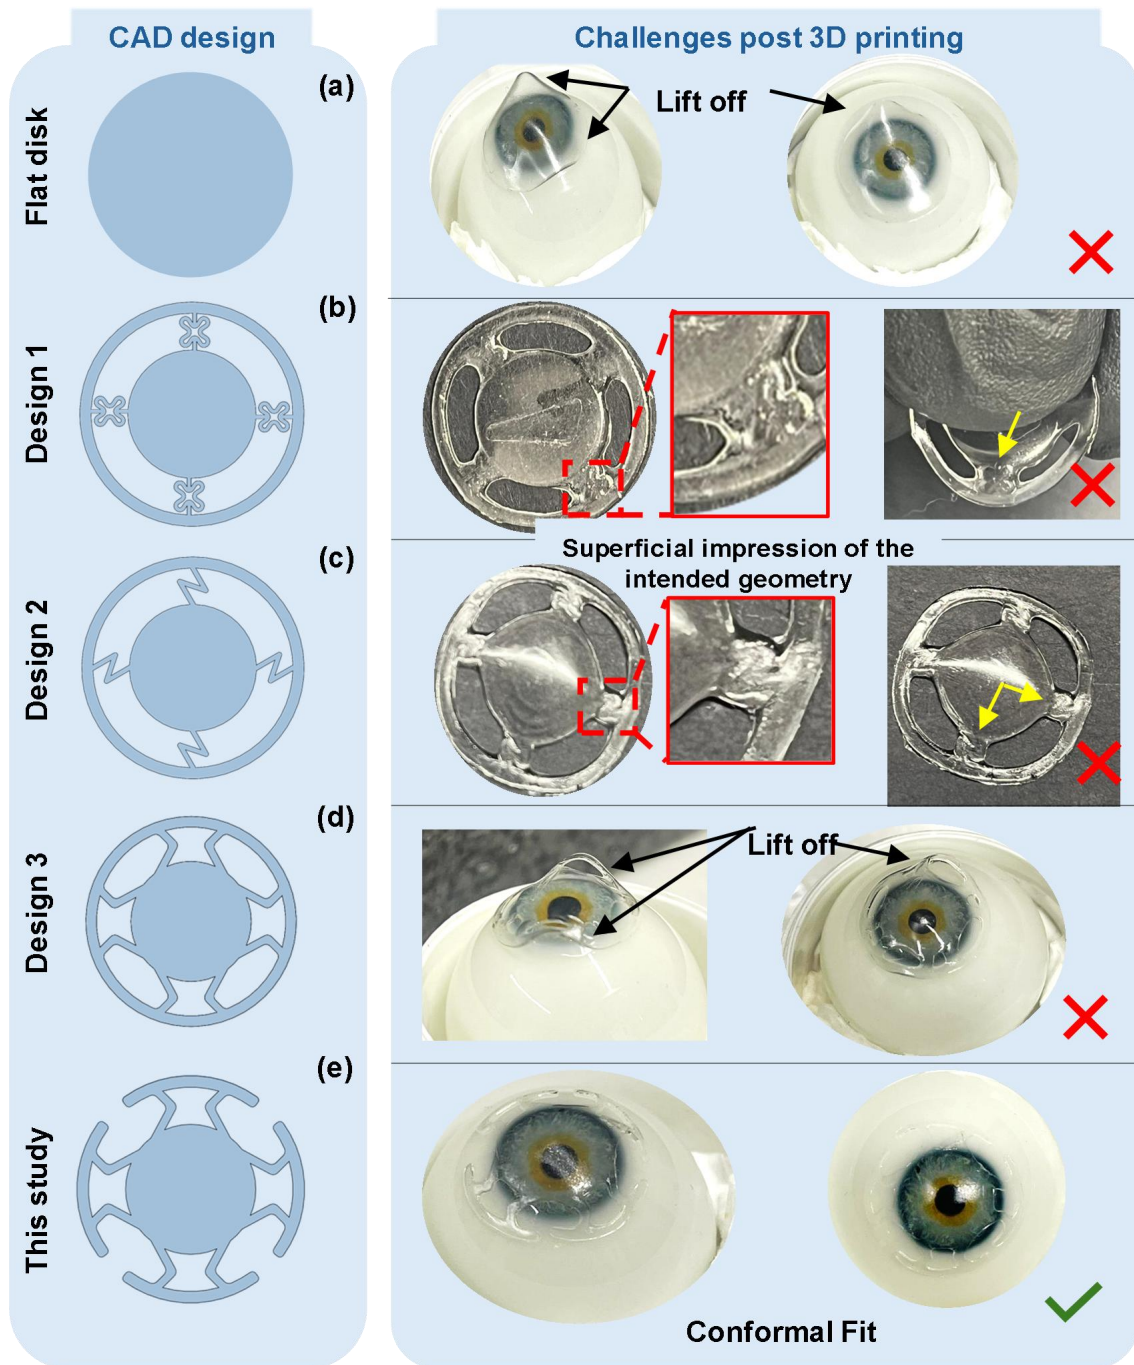 CAD design
Challenges post 3D printing
Flat disk
(a)
Lift off
Design 1
(b)
Design 2
(c)
Superficial impression of the
intended geometry
Design 3
(d)
Lift off
This study
(e)
Conformal Fit